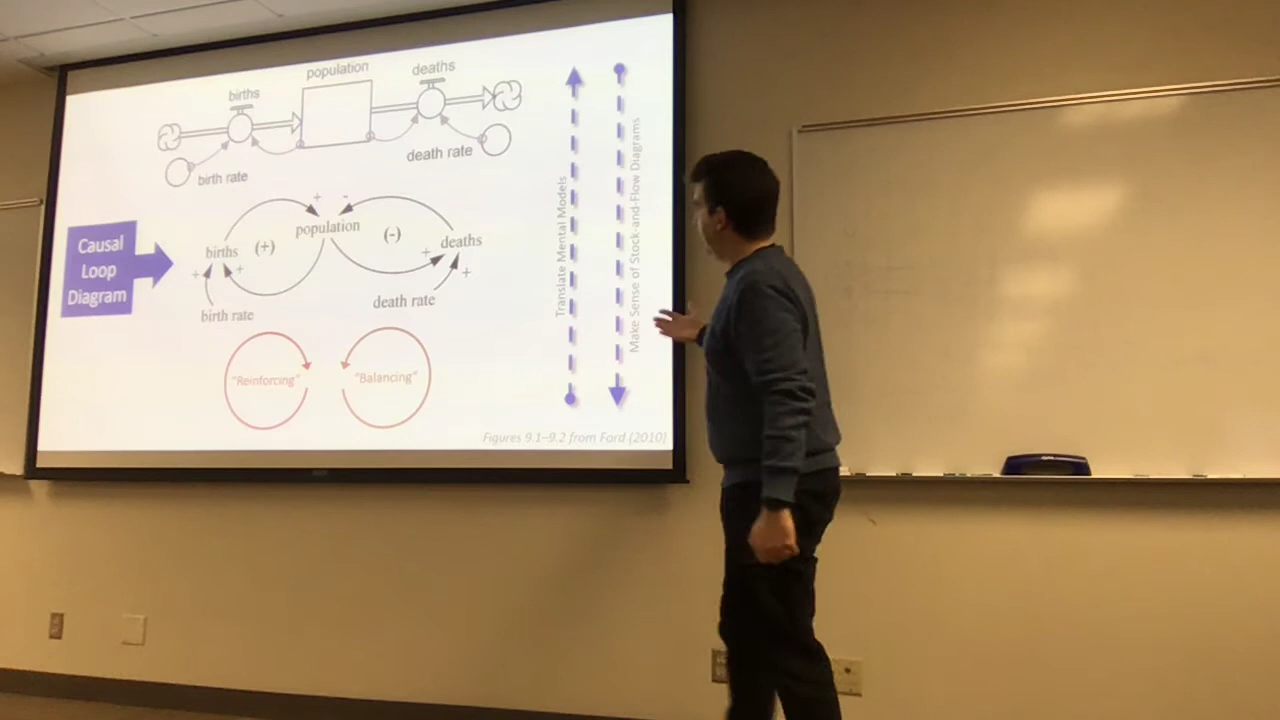 population
deaths
births
death rate
birth rate
+
-
population
births
(+)
(-)
deaths
+
+
+
+
birth rate
death rate
Causal
Loop
Diagram
"Reinforcing"
"Balancing"
Translate Mental Models
Make Sense of Stock-and-Flow Diagrams
Figures 9.1–9.2 from Ford (2010)